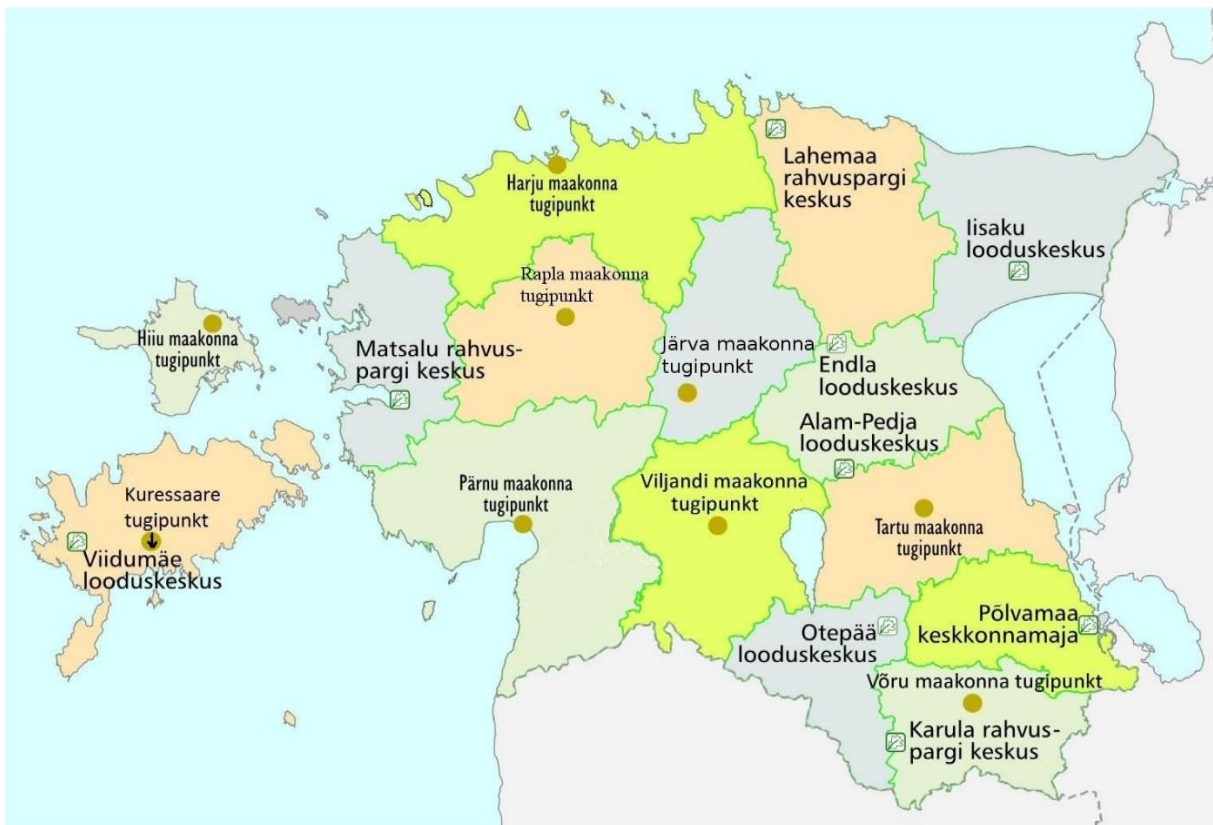 Lahemaa
rahvuspargi
keskus
Harju maakonna
tugipunkt
Iisaku
looduskeskus
Rapla maakonna
tugipunkt
Hiiu maakonna
tugipunkt
Matsalu rahvus-
pargi keskus
Järva maakonna
tugipunkt
Endla
looduskeskus
Alam-Pedja
looduskeskus
Kuressaare
tugipunkt
Viidumäe
looduskeskus
Pärnu maakonna
tugipunkt
Viljandi maakonna
tugipunkt
Tartu maakonna
tugipunkt
Otepää
looduskeskus
Põlvamaa
keskkonnamaja
Võru maakonna tugipunkt
Karula rahvus-
pargi keskus